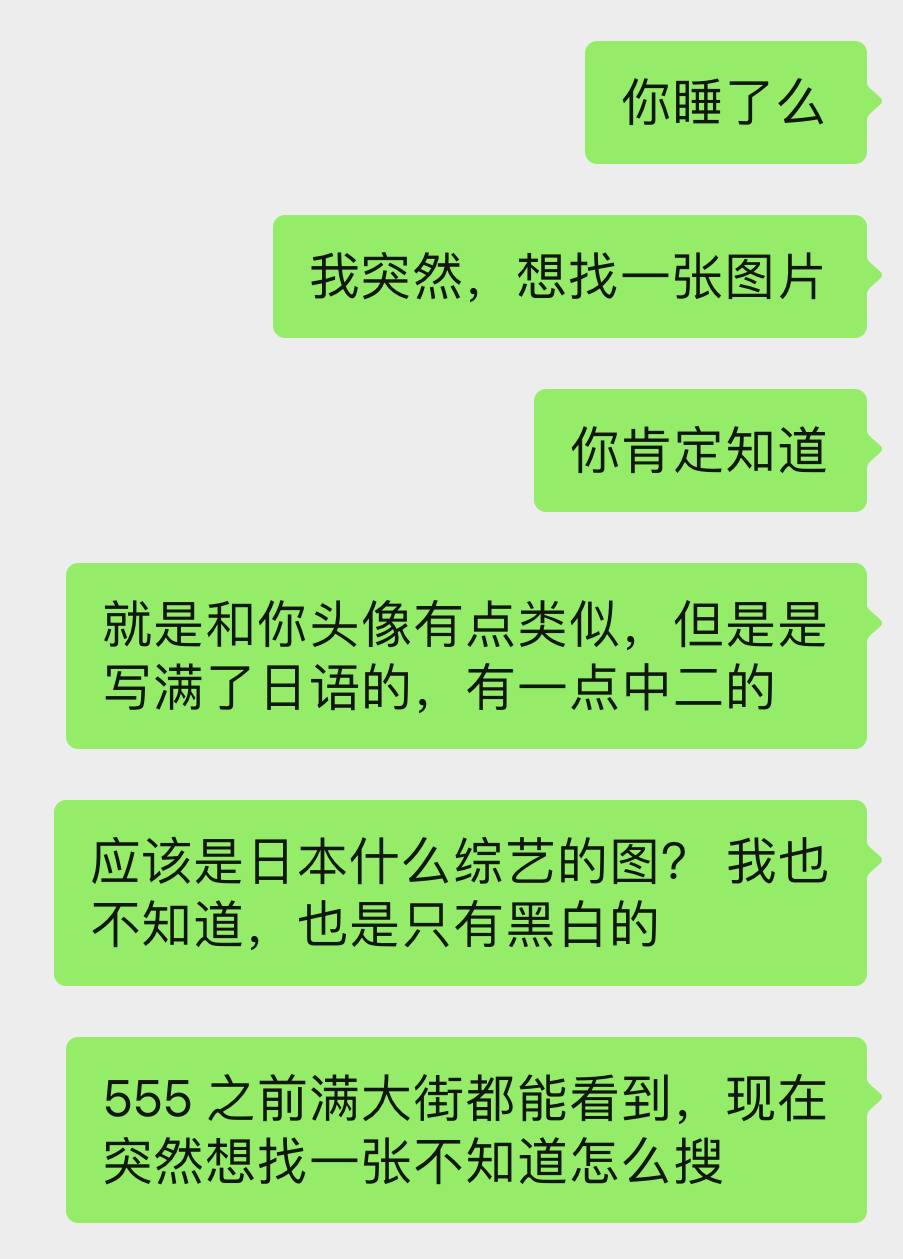 你睡了么
我突然，想找一张图片
你肯定知道
就是和你头像有点类似，但是是
写满了日语的，有一点中二的
应该是日本什么综艺的图？ 我也
不知道，也是只有黑白的
555 之前满大街都能看到，现在
突然想找一张不知道怎么搜